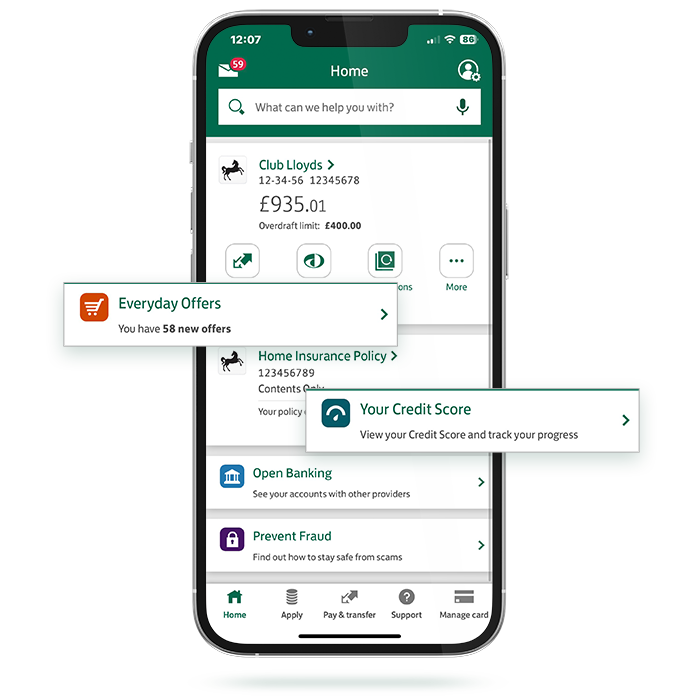 12:07
86
59
Home
What can we help you with?
Club Lloyds
12-34-56 12345678
£935.01
Overdraft limit: £400.00
ons
More
Everyday Offers
You have 58 new offers
Home Insurance Policy
123456789
Contents Only
Your policy
Your Credit Score
View your Credit Score and track your progress
Open Banking
See your accounts with other providers
Prevent Fraud
Find out how to stay safe from scams
Home
Apply
Pay & transfer
Support
Manage card